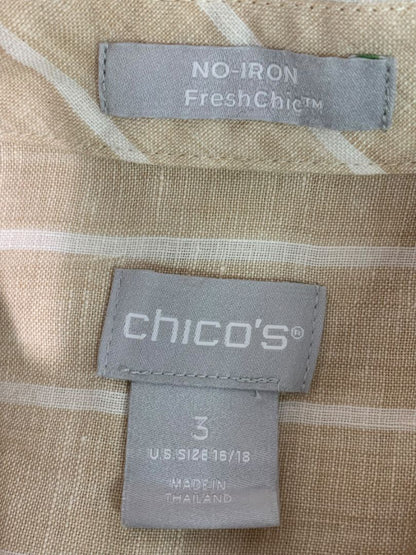 NO-IRON
FreshChic™
chico's®
3
U.S. SIZE 16/18
MADE IN
THAILAND